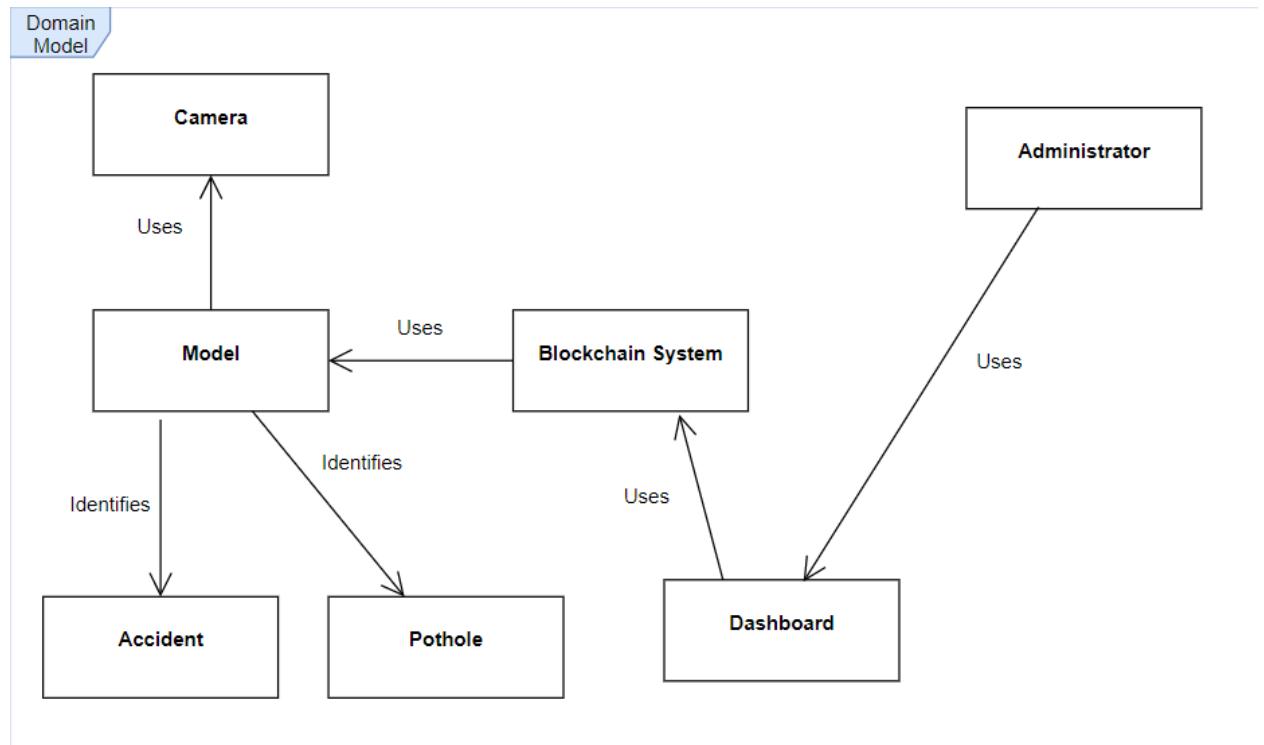 Domain
Model
Camera
Administrator
Uses
Uses
Model
Blockchain System
Uses
Identifies
Identifies
Uses
Accident
Pothole
Dashboard